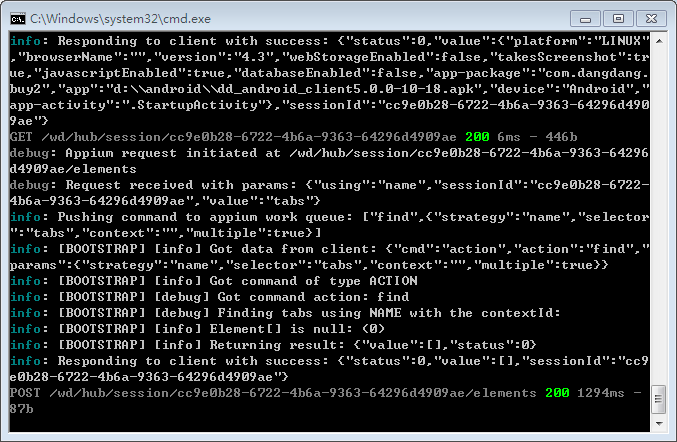 C:\Windows\system32\cmd.exe
info: Responding to client with success: {"status":0,"value":{"platform":"LINUX"
,"browserName":"","version":"4.3","webStorageEnabled":false,"takesScreenshot":tr
ue,"javascriptEnabled":true,"databaseEnabled":false,"app-package":"com.dangdang.
buy2","app":"d:\\android\\dd_android_client5.0.0-10-18.apk","device":"Android","
app-activity":".StartupActivity"},"sessionId":"cc9e0b28-6722-4b6a-9363-64296d490
9ae"}
GET /wd/hub/session/cc9e0b28-6722-4b6a-9363-64296d4909ae 200 6ms - 446b
debug: Appium request initiated at /wd/hub/session/cc9e0b28-6722-4b6a-9363-64296
d4909ae/elements
debug: Request received with params: {"using":"name","sessionId":"cc9e0b28-6722-
4b6a-9363-64296d4909ae","value":"tabs"}
info: Pushing command to appium work queue: ["find",{"strategy":"name","selector
":"tabs","context":"","multiple":true}]
info: [BOOTSTRAP] [info] Got data from client: {"cmd":"action","action":"find","
params":{"strategy":"name","selector":"tabs","context":"","multiple":true}}
info: [BOOTSTRAP] [info] Got command of type ACTION
info: [BOOTSTRAP] [debug] Got command action: find
info: [BOOTSTRAP] [debug] Finding tabs using NAME with the contextId:
info: [BOOTSTRAP] [info] Element[] is null: (0)
info: [BOOTSTRAP] [info] Returning result: {"value":[],"status":0}
info: Responding to client with success: {"status":0,"value":[],"sessionId":"cc9
e0b28-6722-4b6a-9363-64296d4909ae"}
POST /wd/hub/session/cc9e0b28-6722-4b6a-9363-64296d4909ae/elements 200 1294ms -
87b